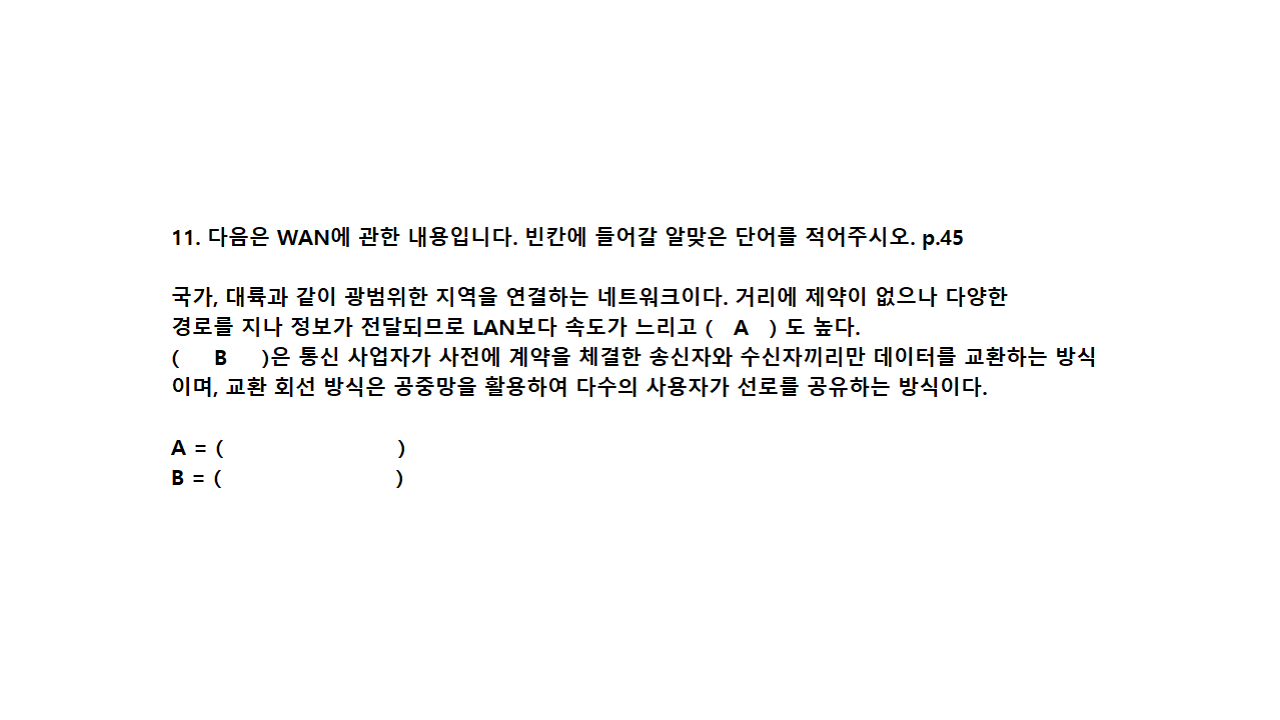 11. 다음은 WAN에 관한 내용입니다. 빈칸에 들어갈 알맞은 단어를 적어주시오. p.45
국가, 대륙과 같이 광범위한 지역을 연결하는 네트워크이다. 거리에 제약이 없으나 다양한
경로를 지나 정보가 전달되므로 LAN보다 속도가 느리고 ( A ) 도 높다.
( B )은 통신 사업자가 사전에 계약을 체결한 송신자와 수신자끼리만 데이터를 교환하는 방식
이며, 교환 회선 방식은 공중망을 활용하여 다수의 사용자가 선로를 공유하는 방식이다.
A = ( )
B = ( )